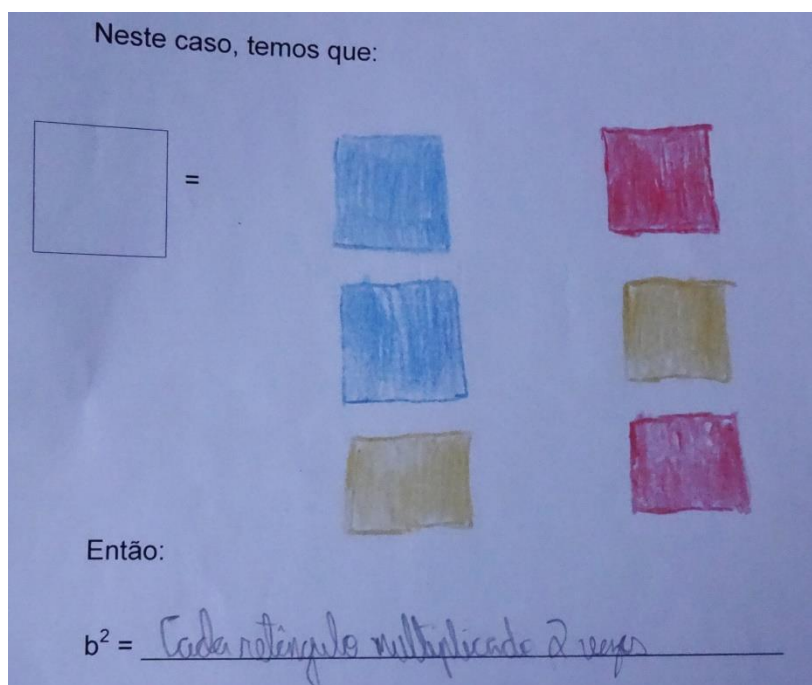 Neste caso, temos que:
=
Então:
b² = Cada retângulo multiplicado 2 vezes